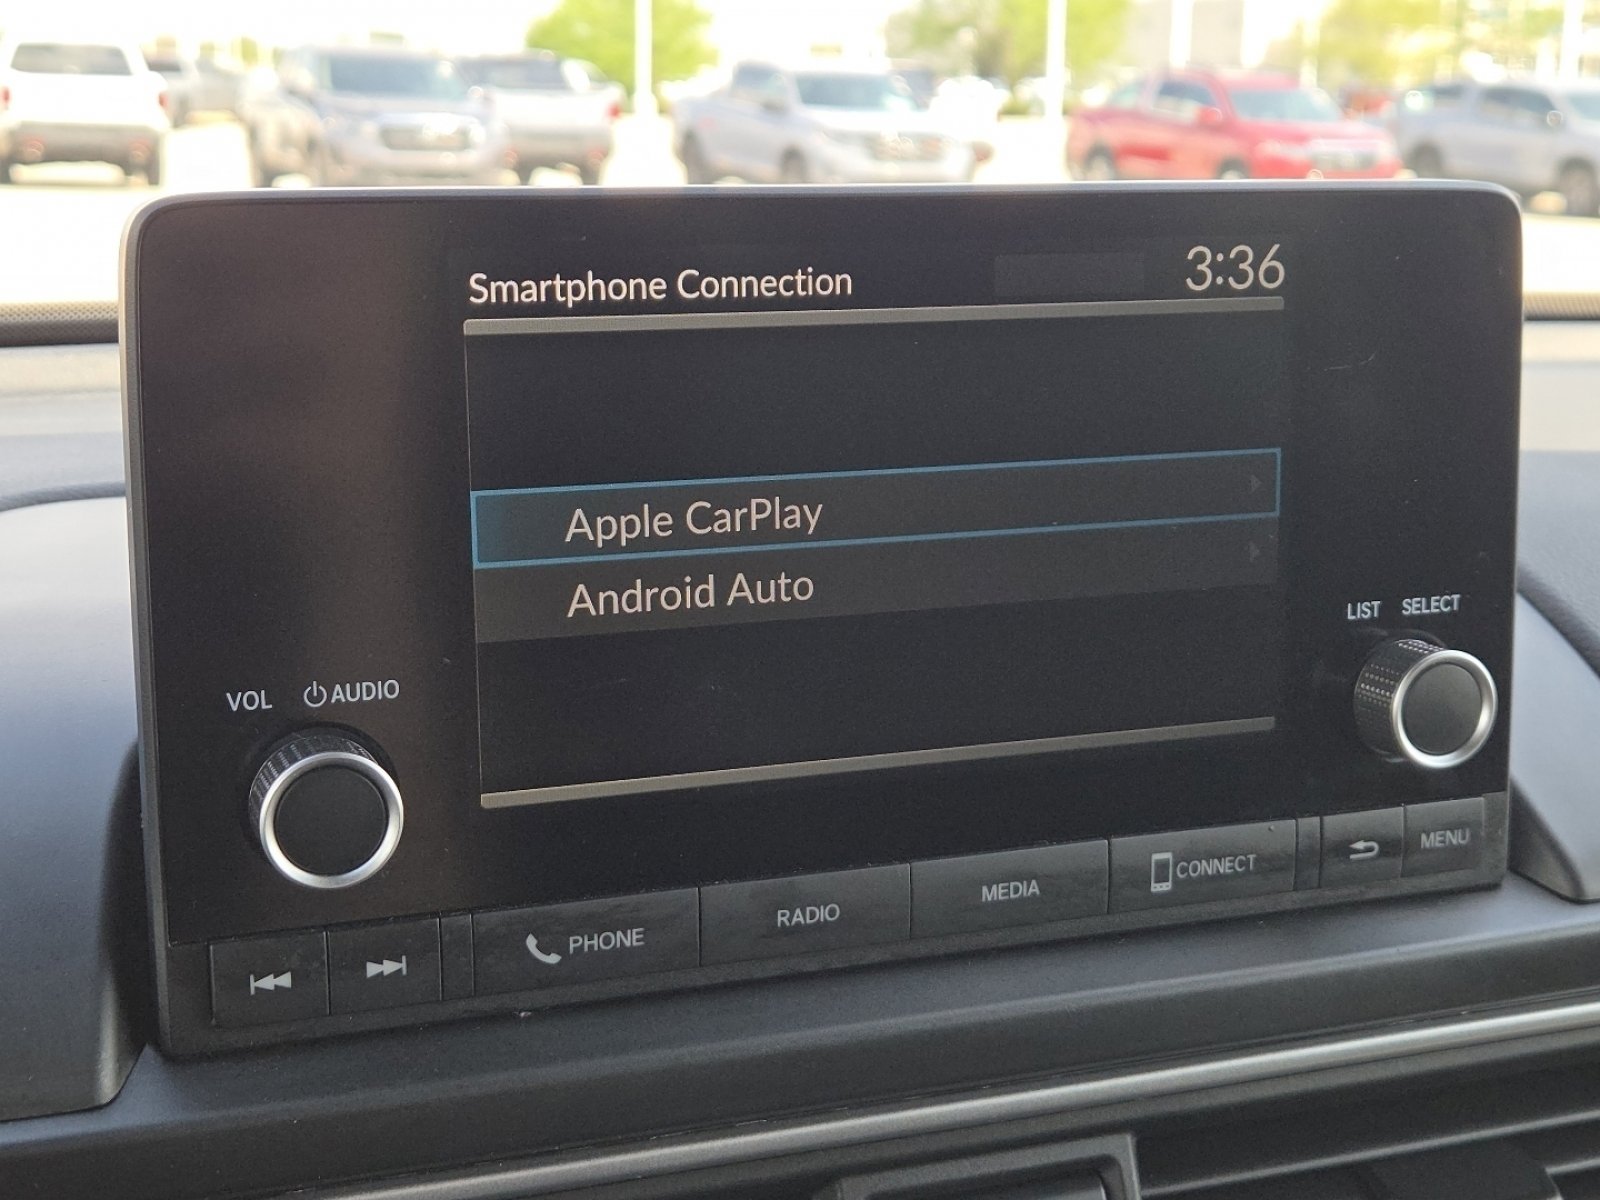 Smartphone Connection 3:36
Apple CarPlay
Android Auto
LIST SELECT
VOL AUDIO
PHONE RADIO MEDIA CONNECT MENU